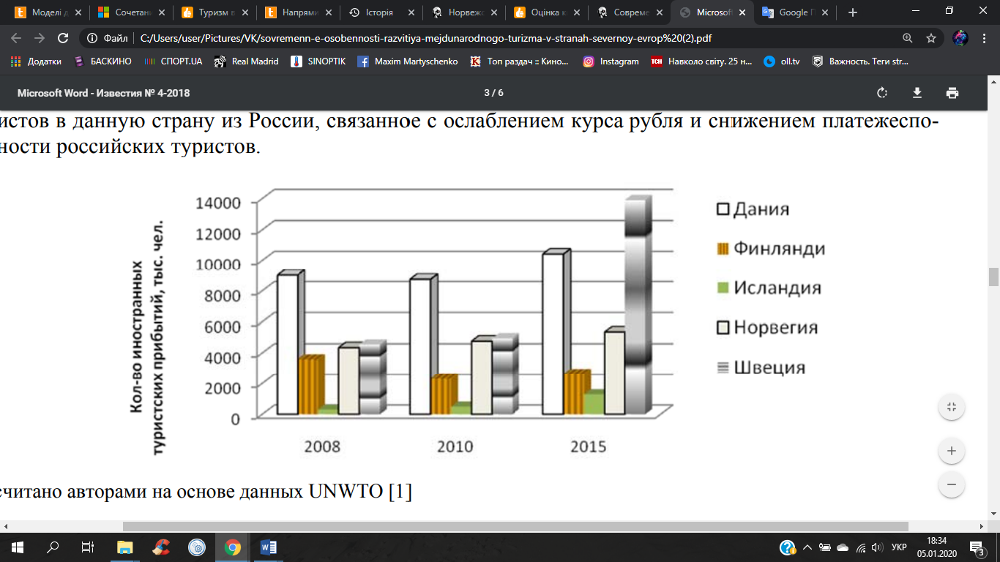 Моделі д
Сочетан
Туризм в
Напрями
Історія
Норвежс
Оцінка к
Совреме
Microsof
Google П
Файл | C:/Users/user/Pictures/VK/sovremenn-e-osobennosti-razvitiya-mejdunarodnogo-turizma-v-stranah-severnoy-evrop%20(2).pdf
Додатки БАСКИНО СПОРТ.UA Real Madrid SINOPTIK Maxim Martyschenko Топ раздач :: Кино... Instagram ТСН Навколо світу. 25 н... oll.tv Важность. Теги str...
Microsoft Word - Известия № 4-2018
3 / 6
истов в данную страну из России, связанное с ослаблением курса рубля и снижением платежеспо-
ности российских туристов.
Кол-во иностранных
туристских прибытий, тыс. чел.
14000
12000
10000
8000
6000
4000
2000
0
2008
2010
2015
Дания
Финлянди
Исландия
Норвегия
Швеция
считано авторами на основе данных UNWTO [1]
УКР
18:34
05.01.2020
3